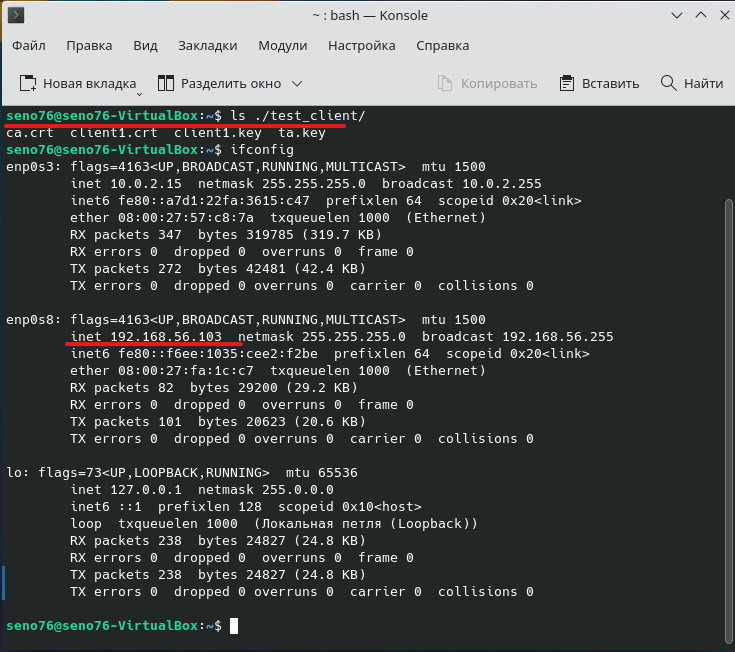 ~ : bash — Konsole
Файл Правка Вид Закладки Модули Настройка Справка
Новая вкладка Разделить окно Копировать Вставить Найти
seno76@seno76-VirtualBox:~$ ls ./test_client/
ca.crt  client1.crt  client1.key  ta.key
seno76@seno76-VirtualBox:~$ ifconfig
enp0s3: flags=4163<UP,BROADCAST,RUNNING,MULTICAST>  mtu 1500
        inet 10.0.2.15  netmask 255.255.255.0  broadcast 10.0.2.255
        inet6 fe80::a7d1:22fa:3615:c47  prefixlen 64  scopeid 0x20<link>
        ether 08:00:27:57:c8:7a  txqueuelen 1000  (Ethernet)
        RX packets 347  bytes 319785 (319.7 KB)
        RX errors 0  dropped 0  overruns 0  frame 0
        TX packets 272  bytes 42481 (42.4 KB)
        TX errors 0  dropped 0 overruns 0  carrier 0  collisions 0

enp0s8: flags=4163<UP,BROADCAST,RUNNING,MULTICAST>  mtu 1500
        inet 192.168.56.103  netmask 255.255.255.0  broadcast 192.168.56.255
        inet6 fe80::f6ee:1035:cee2:f2be  prefixlen 64  scopeid 0x20<link>
        ether 08:00:27:fa:1c:c7  txqueuelen 1000  (Ethernet)
        RX packets 82  bytes 29200 (29.2 KB)
        RX errors 0  dropped 0  overruns 0  frame 0
        TX packets 101  bytes 20623 (20.6 KB)
        TX errors 0  dropped 0 overruns 0  carrier 0  collisions 0

lo: flags=73<UP,LOOPBACK,RUNNING>  mtu 65536
        inet 127.0.0.1  netmask 255.0.0.0
        inet6 ::1  prefixlen 128  scopeid 0x10<host>
        loop  txqueuelen 1000  (Локальная петля (Loopback))
        RX packets 238  bytes 24827 (24.8 KB)
        RX errors 0  dropped 0  overruns 0  frame 0
        TX packets 238  bytes 24827 (24.8 KB)
        TX errors 0  dropped 0 overruns 0  carrier 0  collisions 0

seno76@seno76-VirtualBox:~$